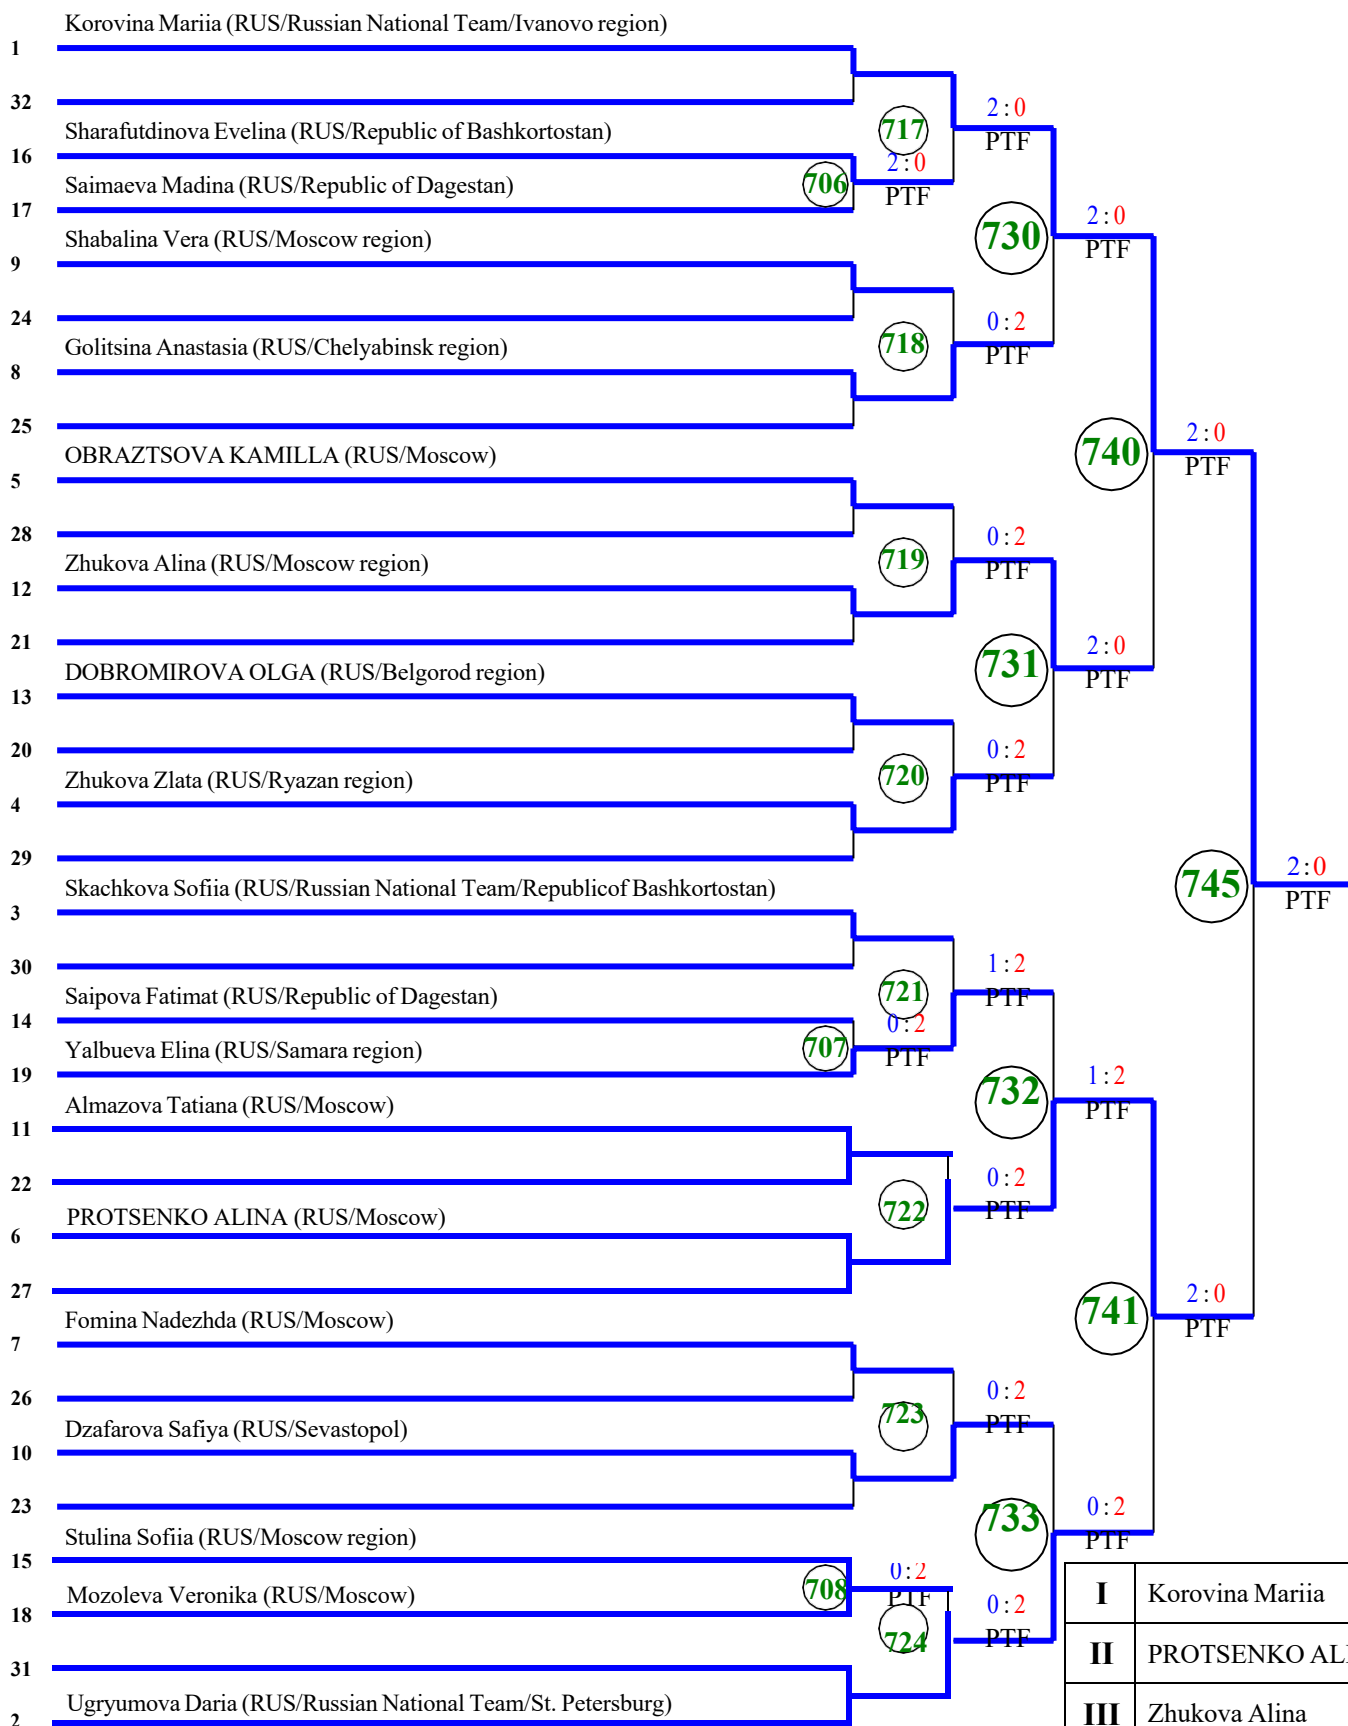 Korovina Mariia (RUS/Russian National Team/Ivanovo region)
1
32
2:0
717
PTF
Sharafutdinova Evelina (RUS/Republic of Bashkortostan)
16
2:0
706
PTF
Saimaeva Madina (RUS/Republic of Dagestan)
17
2:0
730
PTF
Shabalina Vera (RUS/Moscow region)
9
24
0:2
718
PTF
Golitsina Anastasia (RUS/Chelyabinsk region)
8
25
2:0
740
PTF
OBRAZTSOVA KAMILLA (RUS/Moscow)
5
28
0:2
719
PTF
Zhukova Alina (RUS/Moscow region)
12
21
2:0
731
PTF
DOBROMIROVA OLGA (RUS/Belgorod region)
13
20
0:2
720
PTF
Zhukova Zlata (RUS/Ryazan region)
4
29
2:0
745
PTF
Skachkova Sofiia (RUS/Russian National Team/Republicof Bashkortostan)
3
30
1:2
721
PTF
Saipova Fatimat (RUS/Republic of Dagestan)
14
0:2
707
PTF
Yalbueva Elina (RUS/Samara region)
19
1:2
732
PTF
Almazova Tatiana (RUS/Moscow)
11
22
0:2
722
PTF
PROTSENKO ALINA (RUS/Moscow)
6
27
2:0
741
PTF
Fomina Nadezhda (RUS/Moscow)
7
26
0:2
723
PTF
Dzafarova Safiya (RUS/Sevastopol)
10
23
0:2
733
PTF
Stulina Sofiia (RUS/Moscow region)
15
0:2
708
PTF
Mozoleva Veronika (RUS/Moscow)
18
0:2
724
PTF
31
Ugryumova Daria (RUS/Russian National Team/St. Petersburg)
2
I Korovina Mariia
II PROTSENKO
III Zhukova Alina